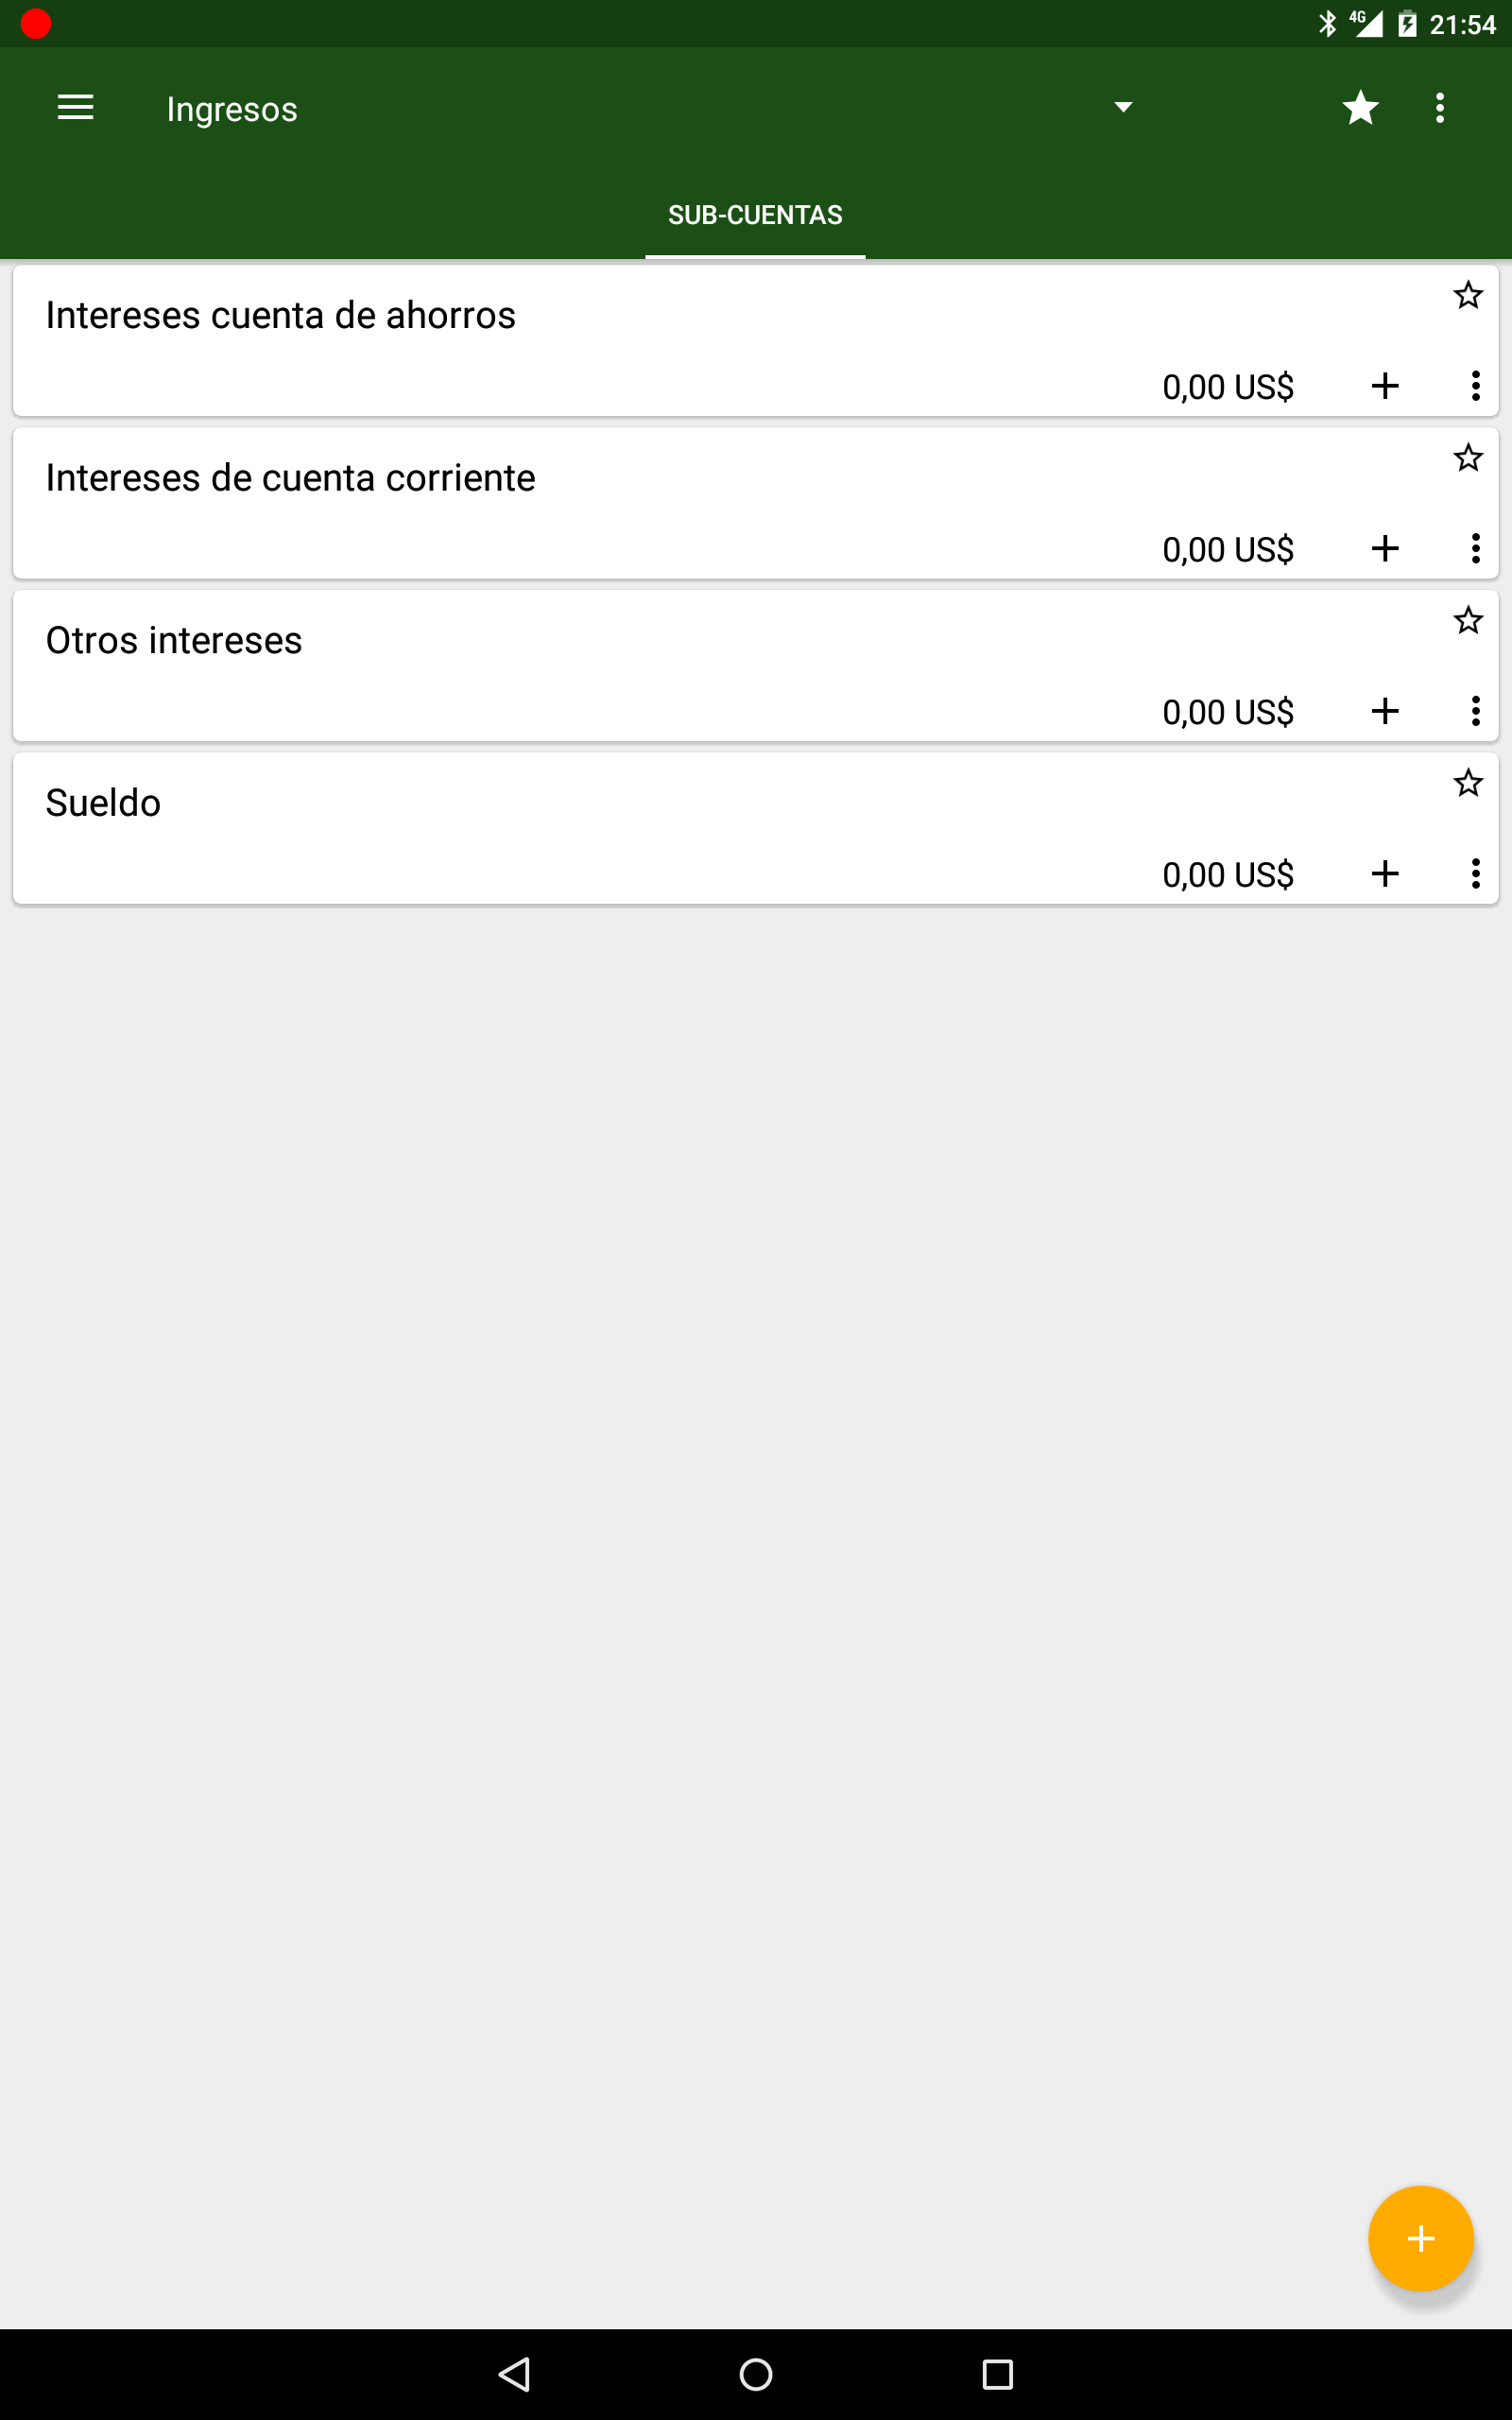 4G 21:54
Ingresos
SUB-CUENTAS
Intereses cuenta de ahorros
0,00 US$
Intereses de cuenta corriente
0,00 US$
Otros intereses
0,00 US$
Sueldo
0,00 US$